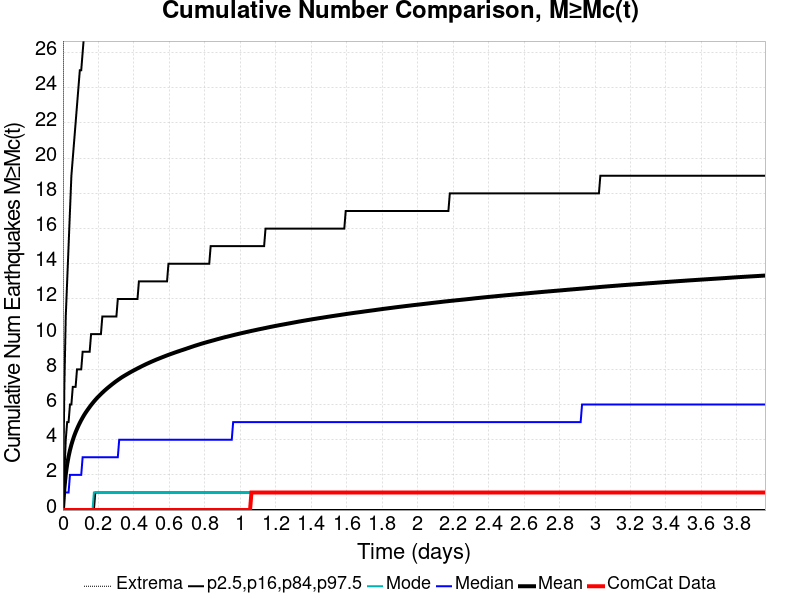 Cumulative Number Comparison, M≥Mc(t)
Cumulative Num Earthquakes M≥Mc(t)
26
24
22
20
18
16
14
12
10
8
6
4
2
0
0 0.2 0.4 0.6 0.8 1 1.2 1.4 1.6 1.8 2 2.2 2.4 2.6 2.8 3 3.2 3.4 3.6 3.8
Time (days)
Extrema p2.5,p16,p84,p97.5 Mode Median Mean ComCat Data